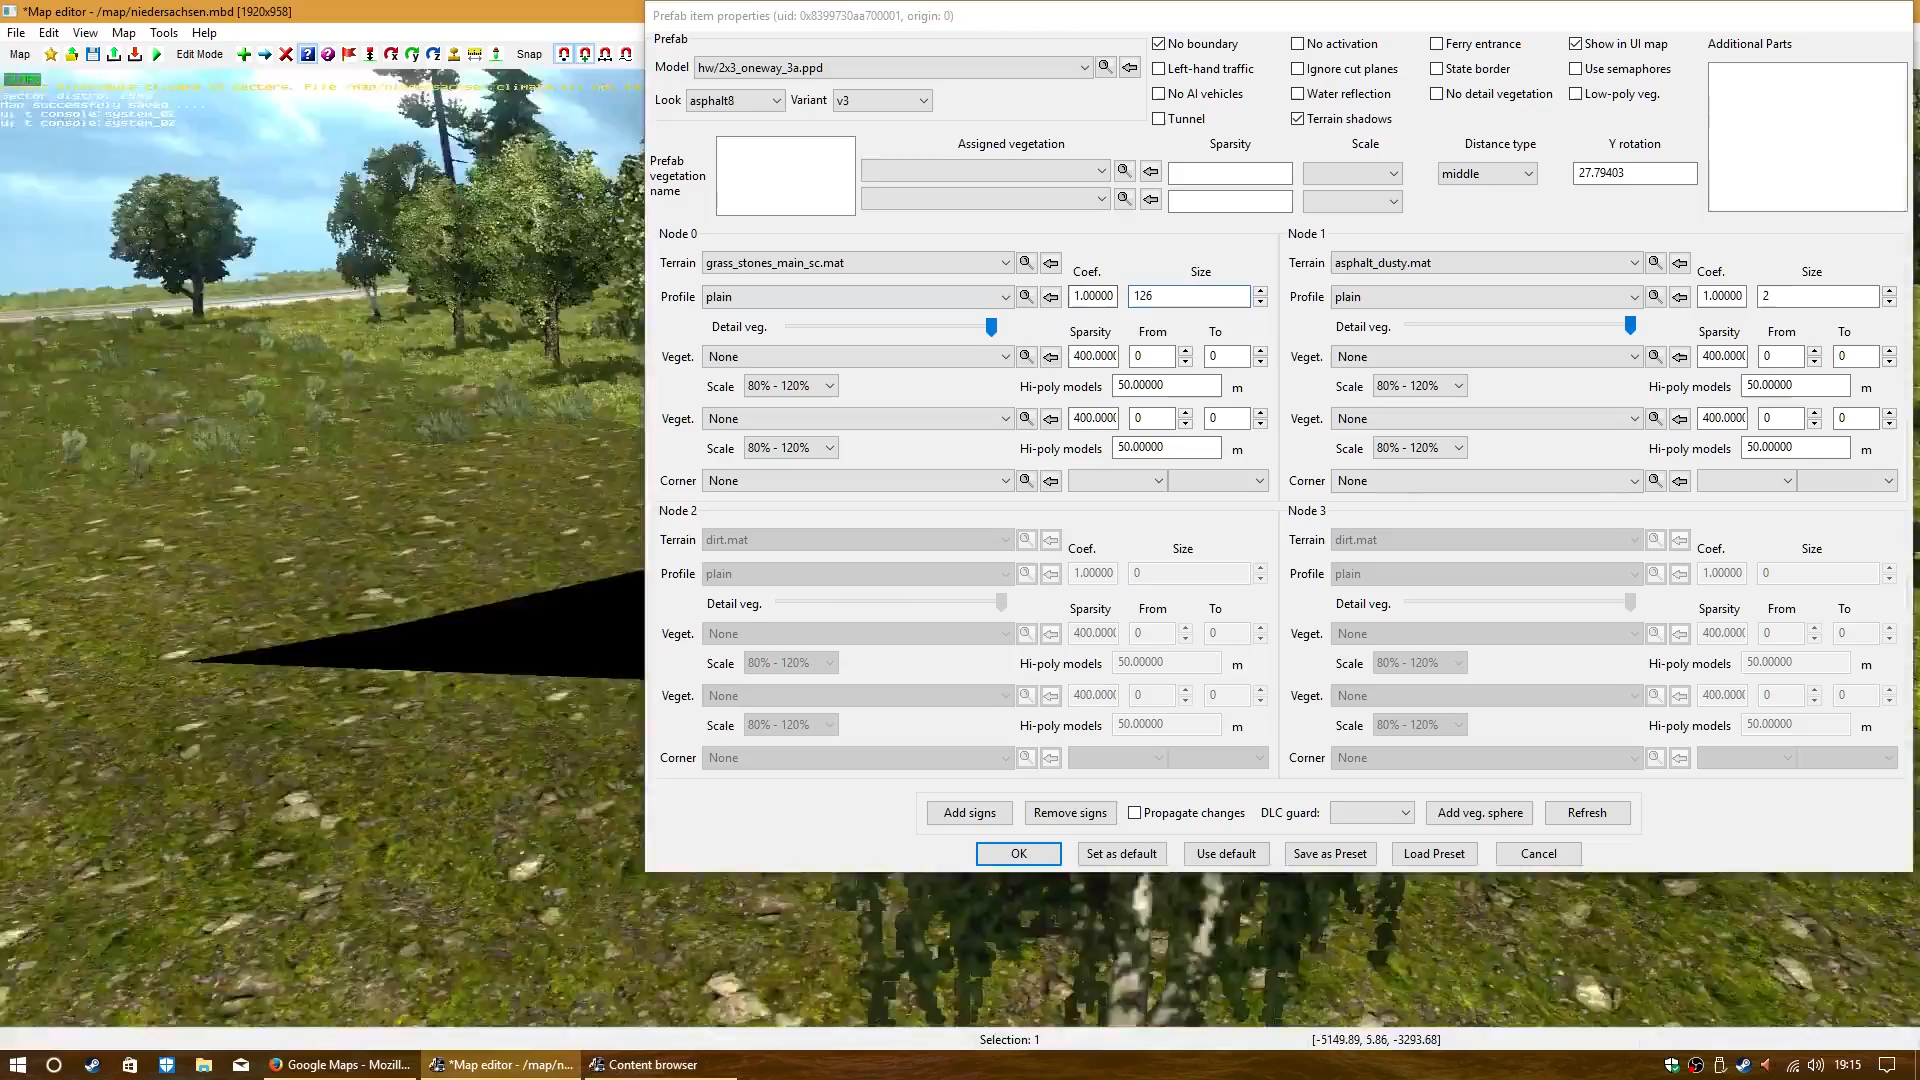 *Map editor - /map/niedersachsen.mbd [1920x958]
File Edit View Map Tools Help
Map Edit Mode Snap
Map successfully saved ....
Prefab item properties (uid: 0x8399730aa700001, origin: 0)
Prefab
Model hw/2x3_oneway_3a.ppd
Look asphalt8 Variant v3
No boundary No activation Ferry entrance Show in UI map Additional Parts
Left-hand traffic Ignore cut planes State border Use semaphores
No AI vehicles Water reflection No detail vegetation Low-poly veg.
Tunnel Terrain shadows
Assigned vegetation Sparsity Scale Distance type Y rotation
Prefab
vegetation
name
middle 27.79403
Node 0
Terrain grass_stones_main_sc.mat Coef. Size
Profile plain 1.00000 126
Detail veg. Sparsity From To
Veget. None 400.000( 0 0
Scale 80% - 120% Hi-poly models 50.00000 m
Veget. None 400.000( 0 0
Scale 80% - 120% Hi-poly models 50.00000 m
Corner None
Node 1
Terrain asphalt_dusty.mat Coef. Size
Profile plain 1.00000 2
Detail veg. Sparsity From To
Veget. None 400.000( 0 0
Scale 80% - 120% Hi-poly models 50.00000 m
Veget. None 400.000( 0 0
Scale 80% - 120% Hi-poly models 50.00000 m
Corner None
Node 2
Terrain dirt.mat Coef. Size
Profile plain 1.00000 0
Detail veg. Sparsity From To
Veget. None 400.000( 0 0
Scale 80% - 120% Hi-poly models 50.00000 m
Veget. None 400.000( 0 0
Scale 80% - 120% Hi-poly models 50.00000 m
Corner None
Node 3
Terrain dirt.mat Coef. Size
Profile plain 1.00000 0
Detail veg. Sparsity From To
Veget. None 400.000( 0 0
Scale 80% - 120% Hi-poly models 50.00000 m
Veget. None 400.000( 0 0
Scale 80% - 120% Hi-poly models 50.00000 m
Corner None
Add signs Remove signs Propagate changes DLC guard: Add veg. sphere Refresh
OK Set as default Use default Save as Preset Load Preset Cancel
Selection: 1 [-5149.89, 5.86, -3293.68]
Google Maps - Mozill... *Map editor - /map/n... Content browser 19:15